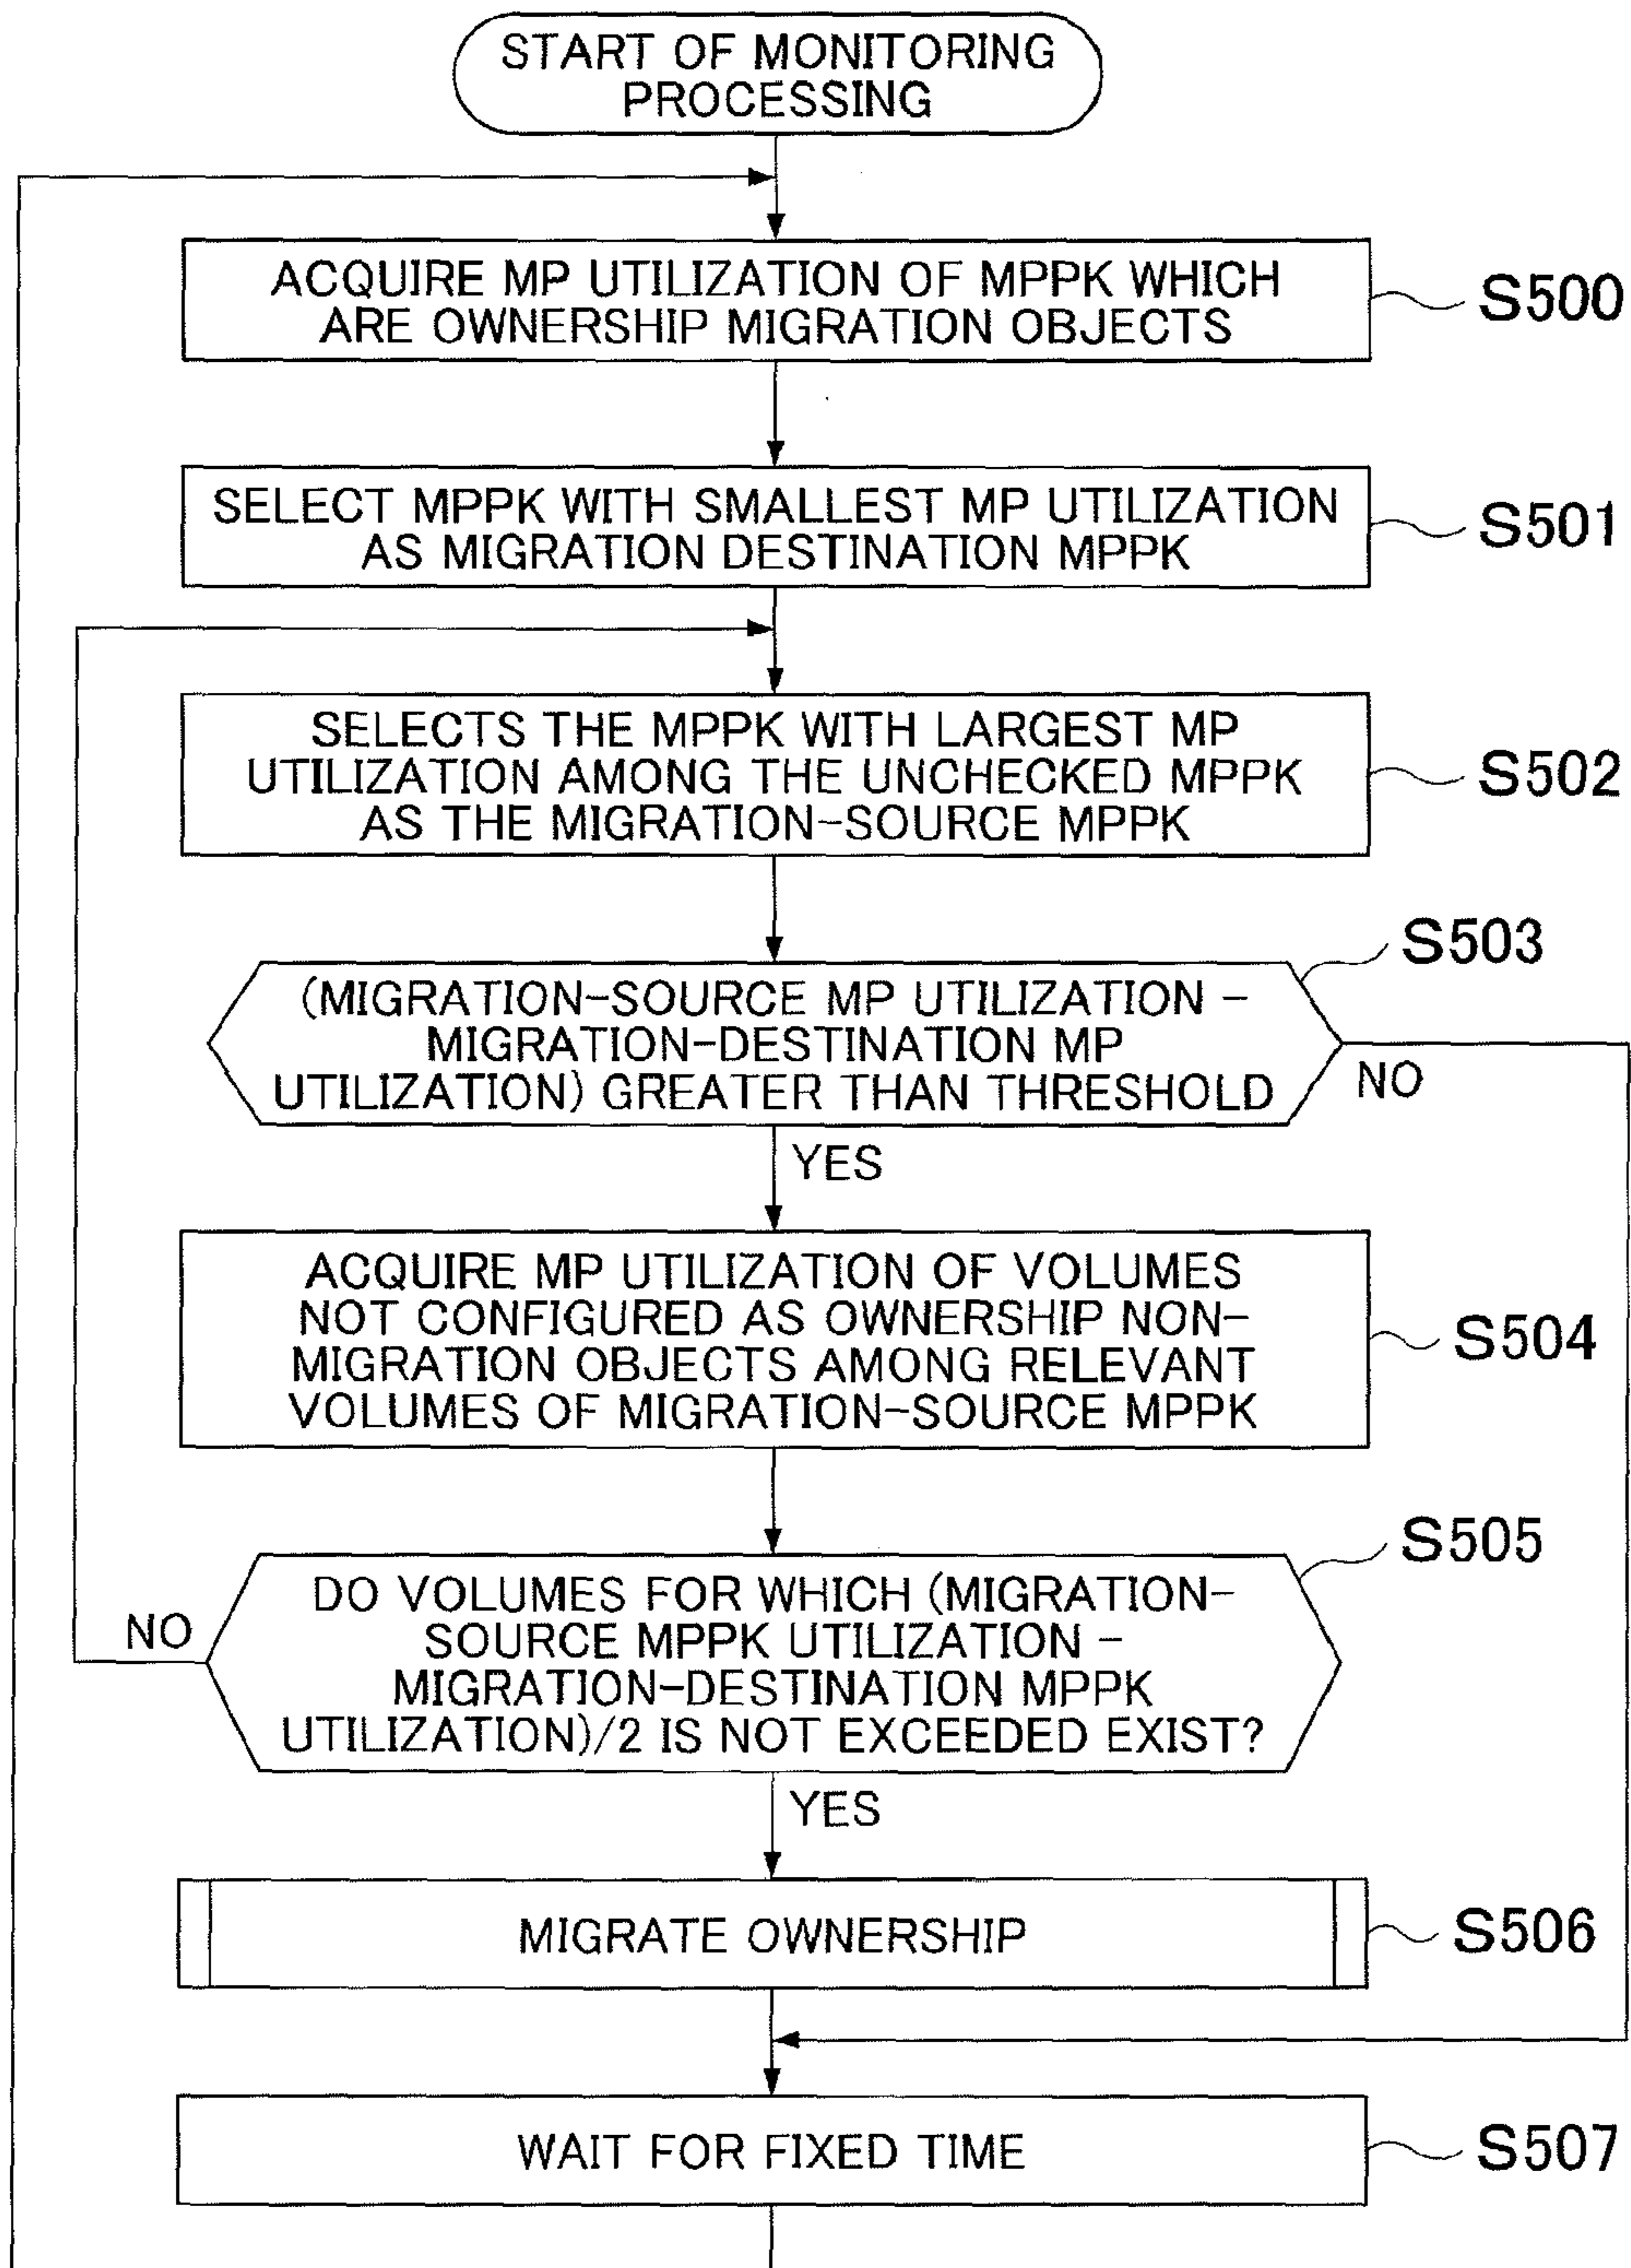 START OF MONITORING
PROCESSING
ACQUIRE MP UTILIZATION OF MPPK WHICH
ARE OWNERSHIP MIGRATION OBJECTS
S500
SELECT MPPK WITH SMALLEST MP UTILIZATION
AS MIGRATION DESTINATION MPPK
S501
SELECTS THE MPPK WITH LARGEST MP
UTILIZATION AMONG THE UNCHECKED MPPK
AS THE MIGRATION-SOURCE MPPK
S502
S503
(MIGRATION-SOURCE MP UTILIZATION -
MIGRATION-DESTINATION MP
UTILIZATION) GREATER THAN THRESHOLD
NO
YES
ACQUIRE MP UTILIZATION OF VOLUMES
NOT CONFIGURED AS OWNERSHIP NON-
MIGRATION OBJECTS AMONG RELEVANT
VOLUMES OF MIGRATION-SOURCE MPPK
S504
S505
DO VOLUMES FOR WHICH (MIGRATION-
SOURCE MPPK UTILIZATION -
MIGRATION-DESTINATION MPPK
UTILIZATION)/2 IS NOT EXCEEDED EXIST?
NO
YES
MIGRATE OWNERSHIP
S506
WAIT FOR FIXED TIME
S507